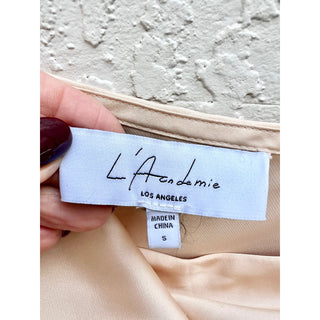 L'Academie
LOS ANGELES
MADE IN
CHINA
S